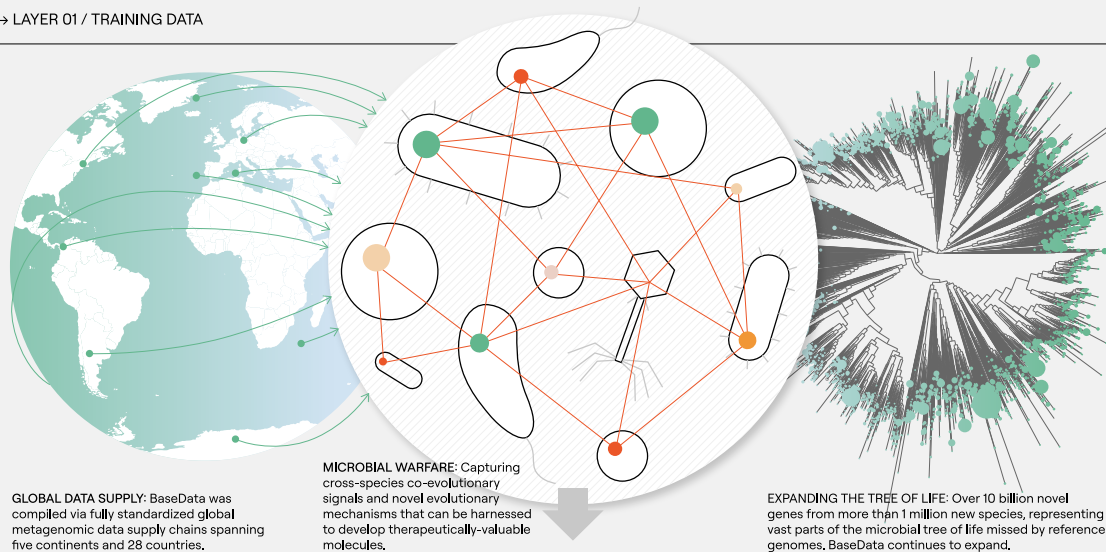 → LAYER 01 / TRAINING DATA
GLOBAL DATA SUPPLY: BaseData was
compiled via fully standardized global
metagenomic data supply chains spanning
five continents and 28 countries.
MICROBIAL WARFARE: Capturing
cross-species co-evolutionary
signals and novel evolutionary
mechanisms that can be harnessed
to develop therapeutically-valuable
molecules.
EXPANDING THE TREE OF LIFE: Over 10 billion novel
genes from more than 1 million new species, representing
vast parts of the microbial tree of life missed by reference
genomes. BaseData continues to expand.